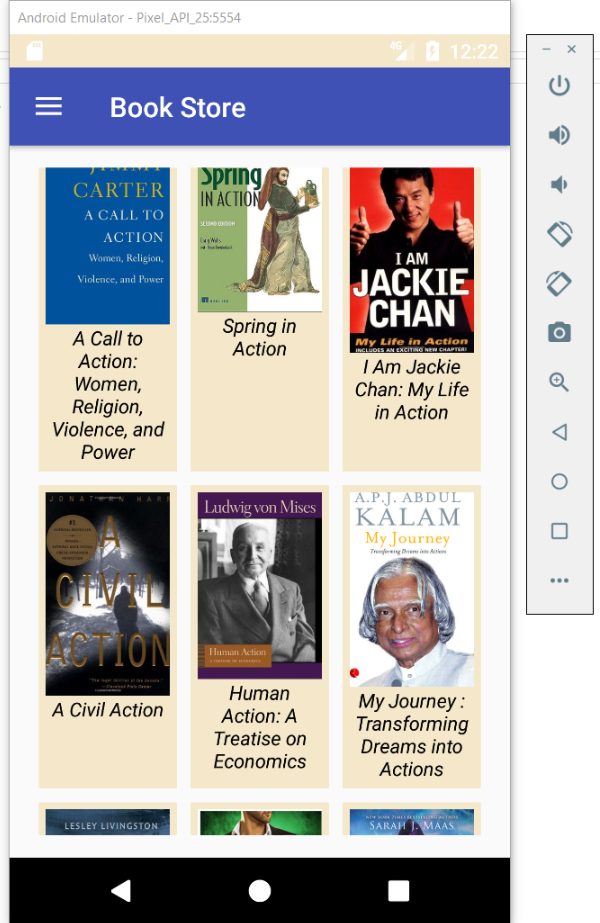 Android Emulator - Pixel_API_25:5554
4G
12:22
Book Store
JIMMY
CARTER
A CALL TO
ACTION
Women, Religion,
Violence, and Power
A Call to
Action:
Women,
Religion,
Violence, and
Power
Spring
IN ACTION
SECOND EDITION
Craig Walls
Spring in
Action
I AM
JACKIE
CHAN
My Life in Action
INCLUDES AN EXCITING NEW CHAPTER!
I Am Jackie
Chan: My Life
in Action
JONATHAN HARR
#1
A
CIVIL
ACTION
A Civil Action
Ludwig von Mises
Human Action
A TREATISE ON ECONOMICS
Human
Action: A
Treatise on
Economics
A.P.J. ABDUL
KALAM
My Journey
Transforming Dreams into Actions
My Journey :
Transforming
Dreams into
Actions
LESLEY LIVINGSTON
SARAH J. MAAS